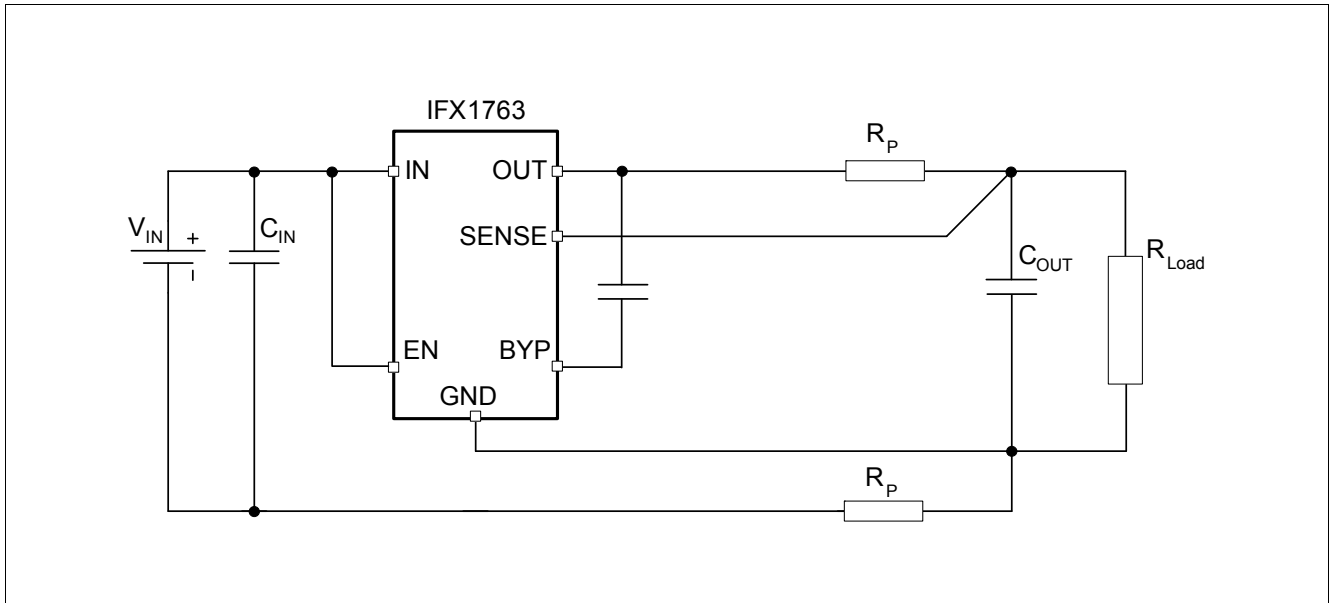 IFX1763
IN
OUT
R_P
V_IN
+
-
C_IN
SENSE
C_OUT
R_Load
EN
BYP
GND
R_P